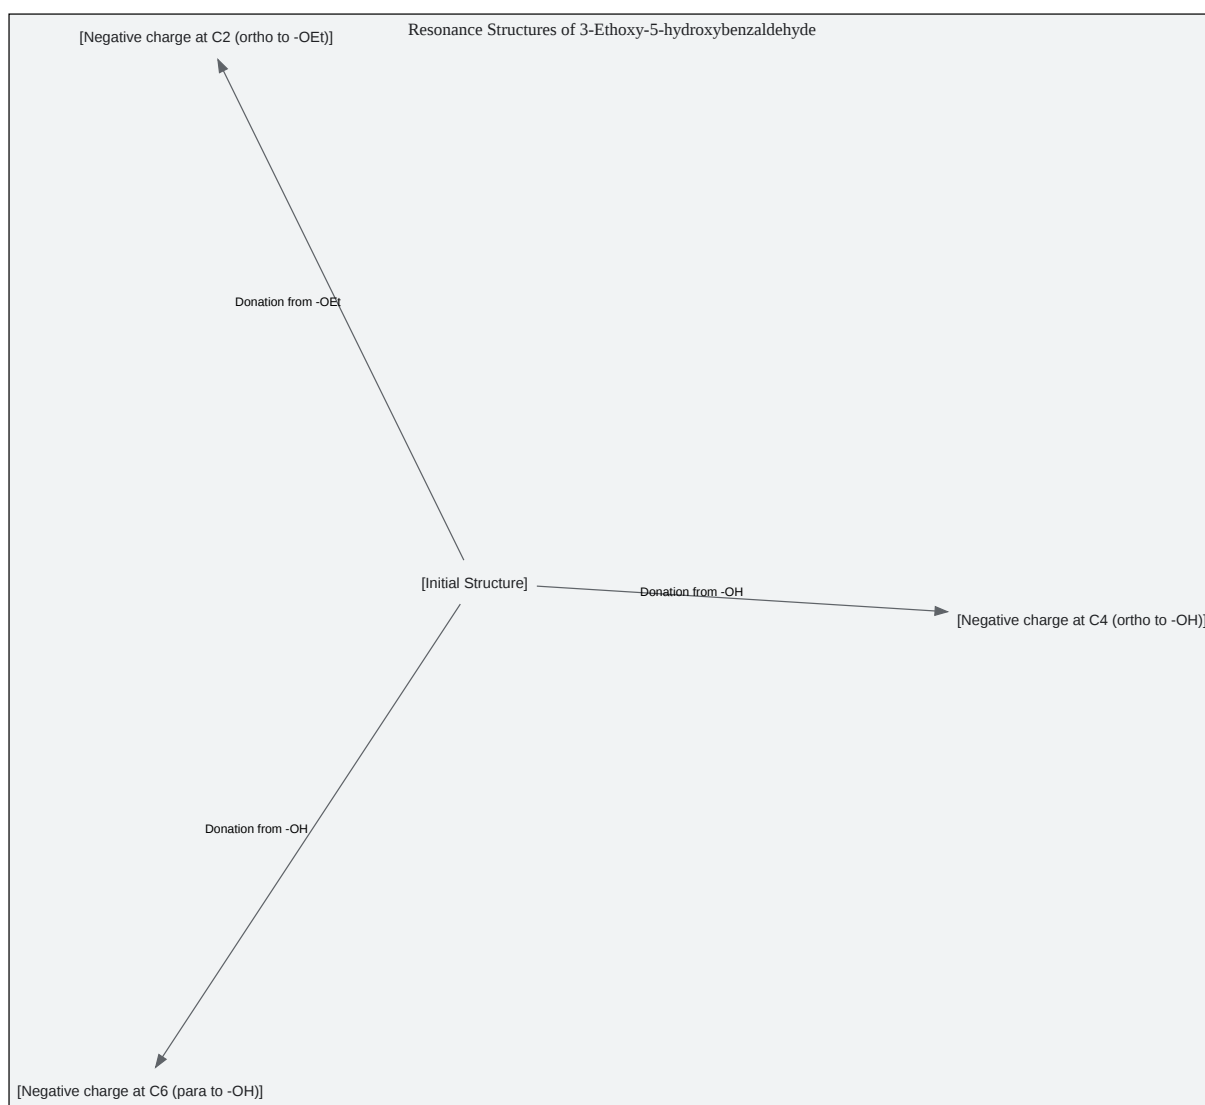 Resonance Structures of 3-Ethoxy-5-hydroxybenzaldehyde
[Negative charge at C2 (ortho to -OEt)]
Donation from -OEt
[Initial Structure]
Donation from -OH
[Negative charge at C4 (ortho to -OH)]
Donation from -OH
[Negative charge at C6 (para to -OH)]